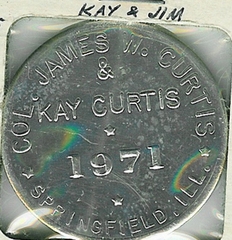 KAY & JIM
COL. JAMES W. CURTIS
&
KAY CURTIS
1971
SPRINGFIELD, ILL.